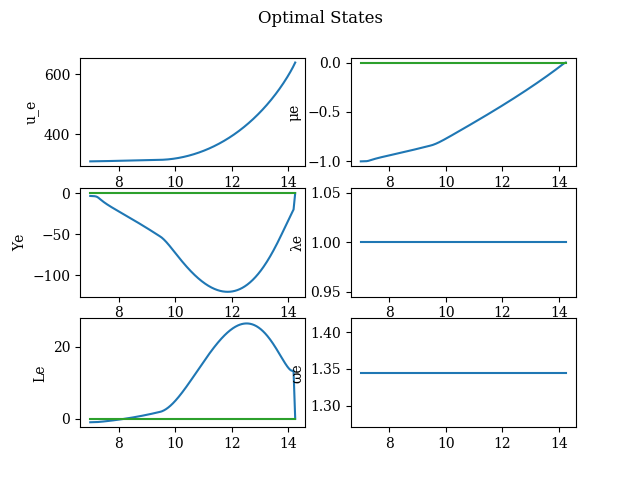 Optimal States
600
400
u_e
8 10 12 14
0.0
−0.5
−1.0
μe
8 10 12 14
0
−50
−100
Ye
8 10 12 14
1.05
1.00
0.95
λe
8 10 12 14
20
0
Le
8 10 12 14
1.40
1.35
1.30
ωe
8 10 12 14